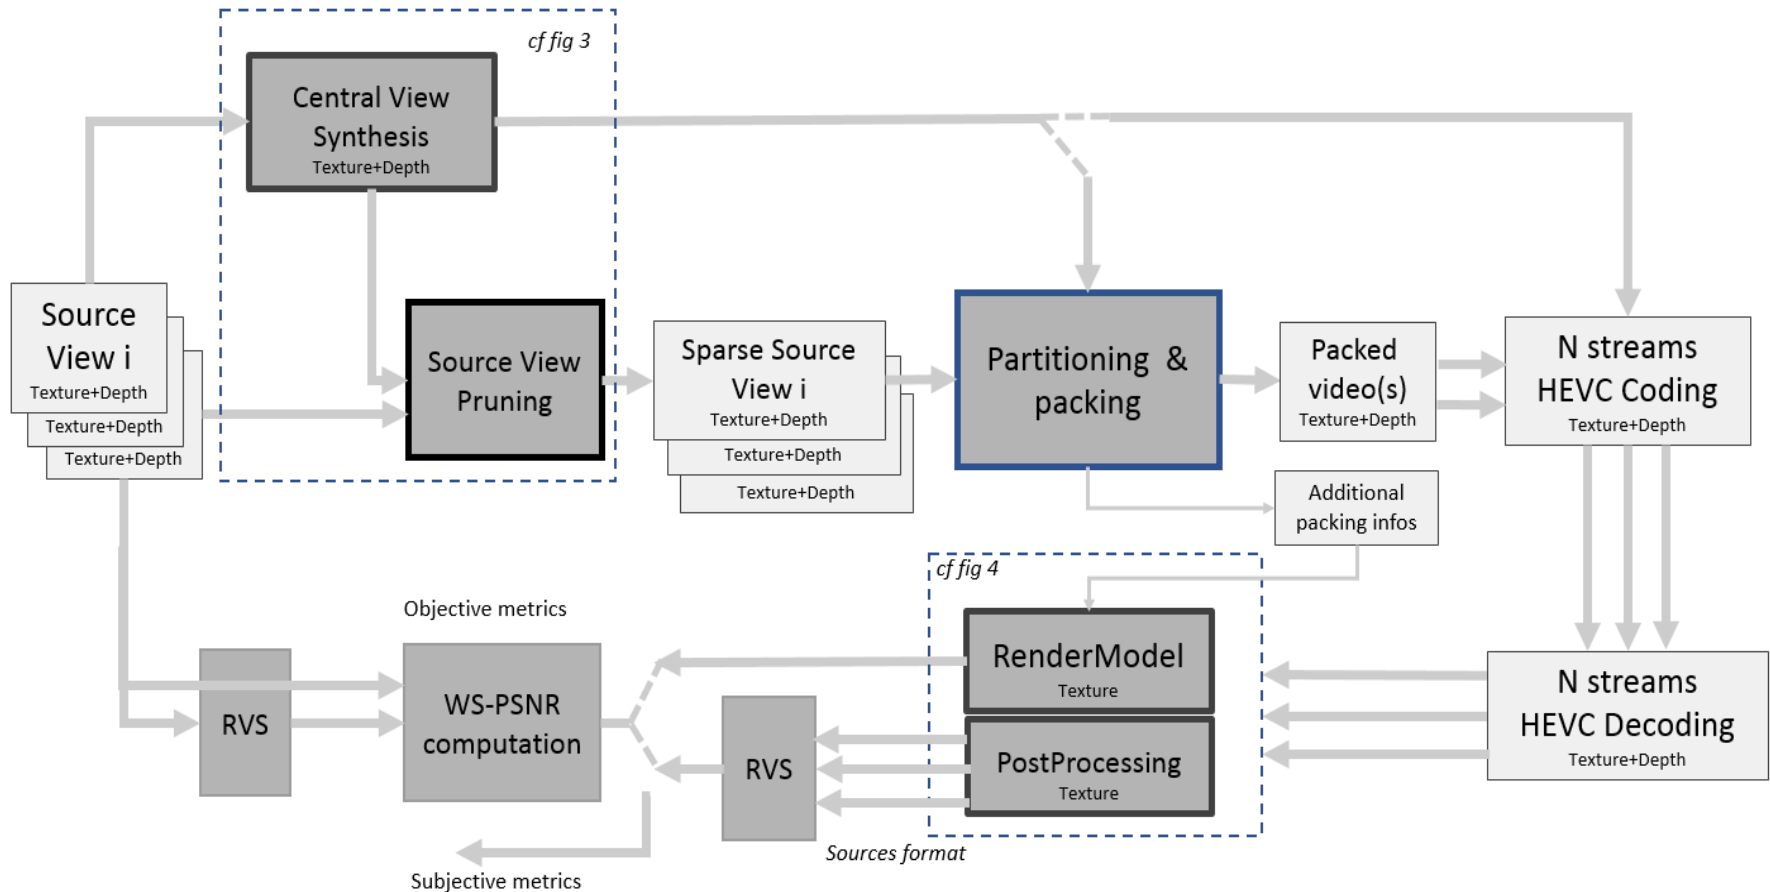 cf fig 3
Central View
Synthesis
Texture+Depth
Source
View i
Texture+Depth
Texture+Depth
Texture+Depth
Source View
Pruning
Sparse Source
View i
Texture+Depth
Texture+Depth
Texture+Depth
Partitioning &
packing
Packed
video(s)
Texture+Depth
N streams
HEVC Coding
Texture+Depth
Additional
packing infos
cf fig 4
Objective metrics
RVS
WS-PSNR
computation
RVS
RenderModel
Texture
PostProcessing
Texture
N streams
HEVC Decoding
Texture+Depth
Sources format
Subjective metrics